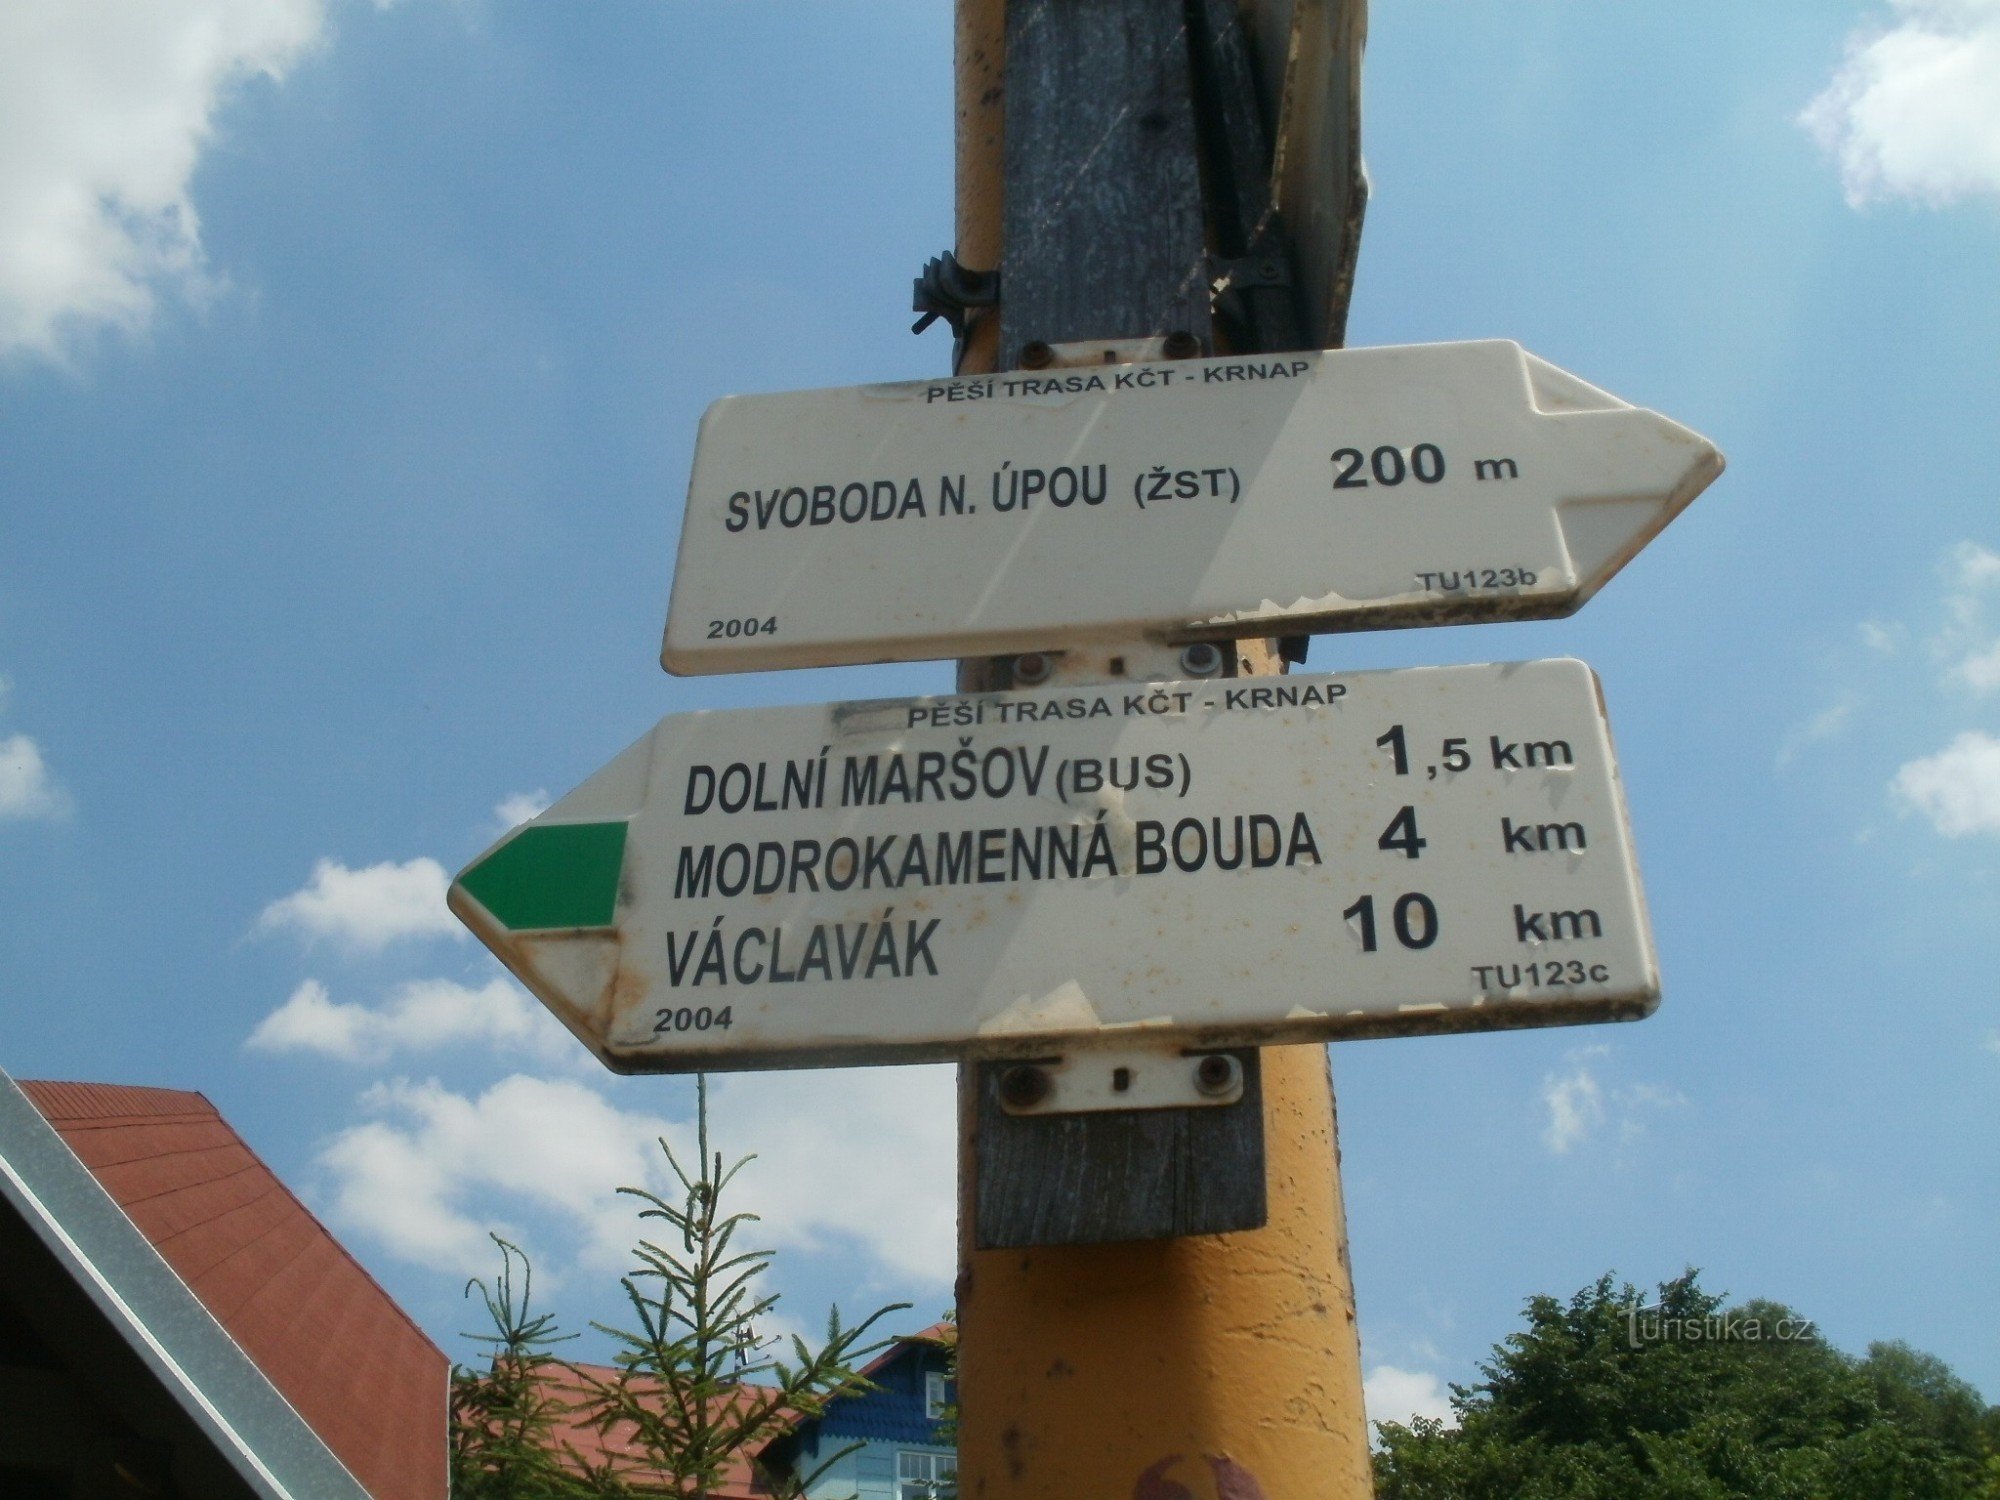 PĚŠÍ TRASA KČT - KRNAP
SVOBODA N. ÚPOU (ŽST) 200 m
2004 TU123b
PĚŠÍ TRASA KČT - KRNAP
DOLNÍ MARŠOV (BUS) 1,5 km
MODROKAMENNÁ BOUDA 4 km
VÁCLAVÁK 10 km
2004 TU123c
Turistika.cz